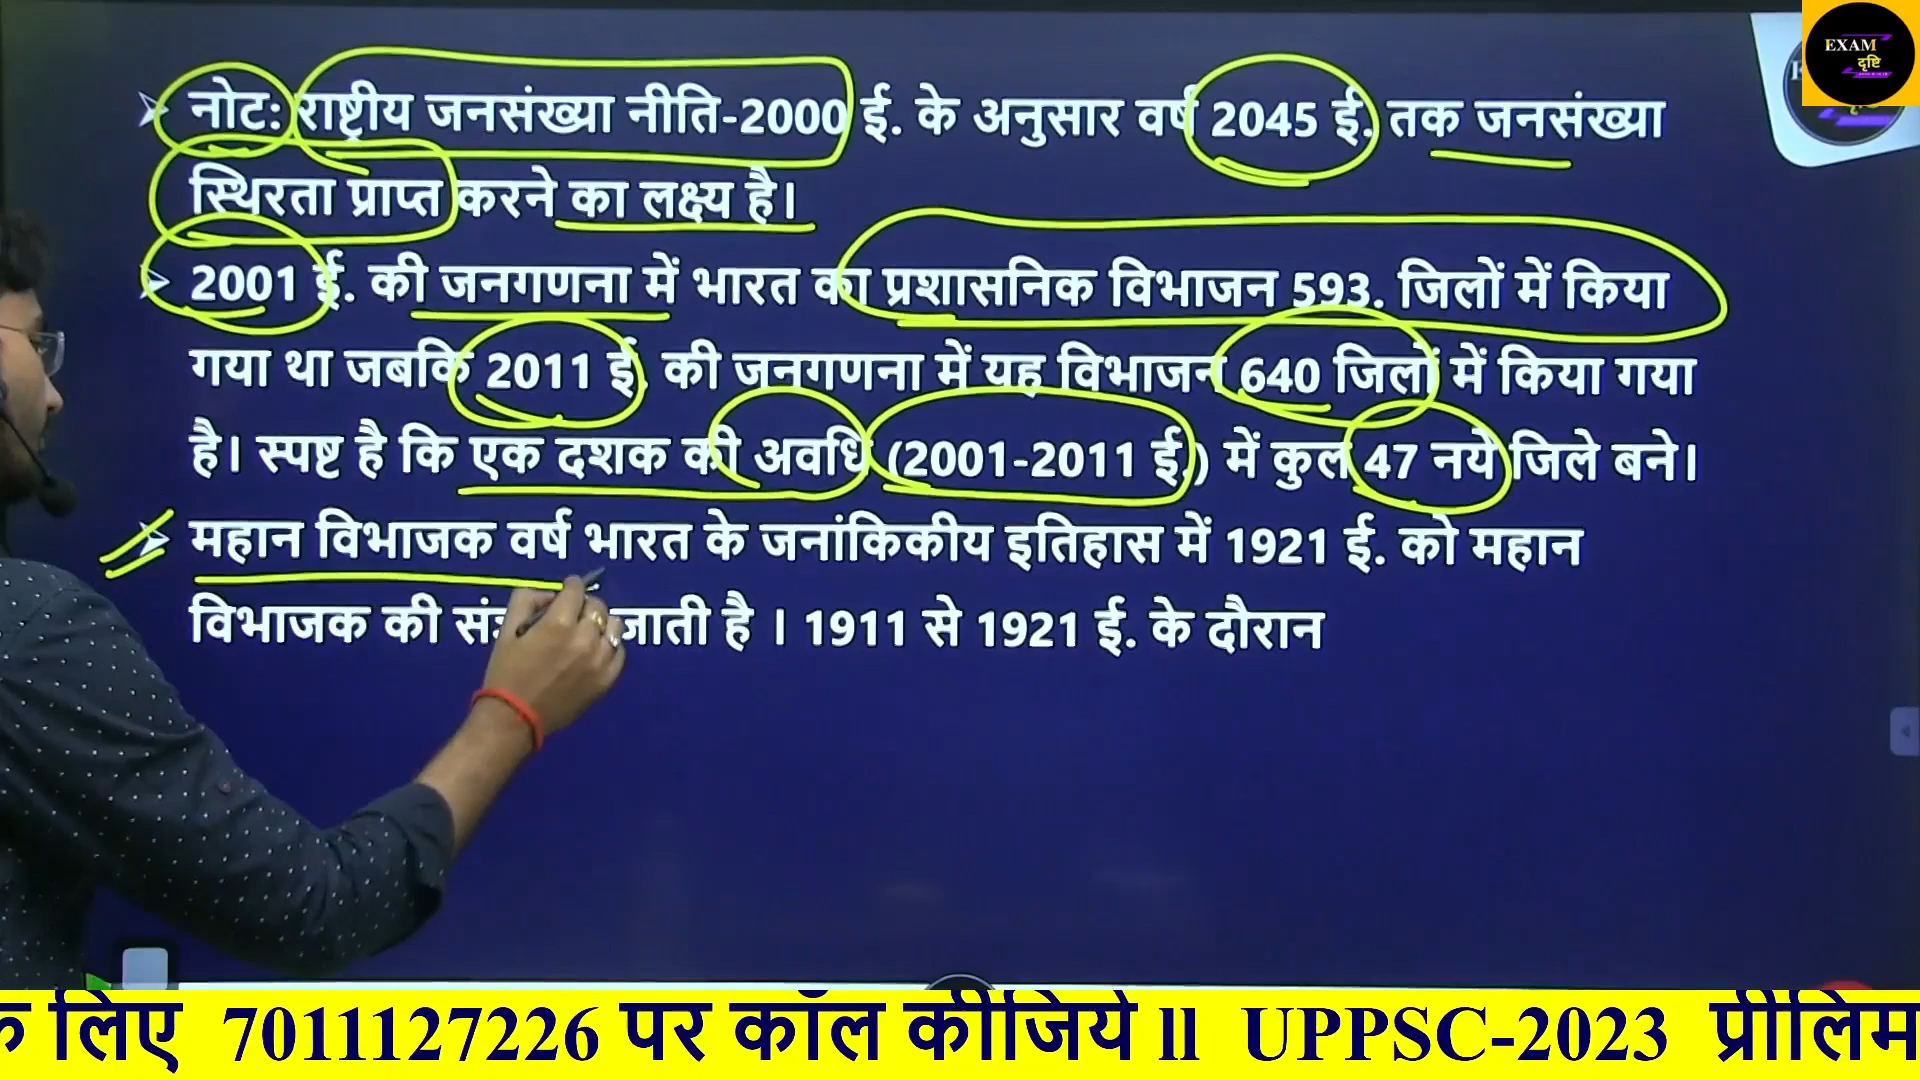 EXAM
दृष्टि
नोट: राष्ट्रीय जनसंख्या नीति-2000 ई. के अनुसार वर्ष 2045 ई. तक जनसंख्या
स्थिरता प्राप्त करने का लक्ष्य है।
2001 ई. की जनगणना में भारत का प्रशासनिक विभाजन 593. जिलों में किया
गया था जबकि 2011 ई. की जनगणना में यह विभाजन 640 जिलों में किया गया
है। स्पष्ट है कि एक दशक की अवधि (2001-2011 ई.) में कुल 47 नये जिले बने।
महान विभाजक वर्ष भारत के जनांकिकीय इतिहास में 1921 ई. को महान
विभाजक की जाती है । 1911 से 1921 ई. के दौरान
के लिए 7011127226 पर कॉल कीजिये ll UPPSC-2023 प्रीलिम